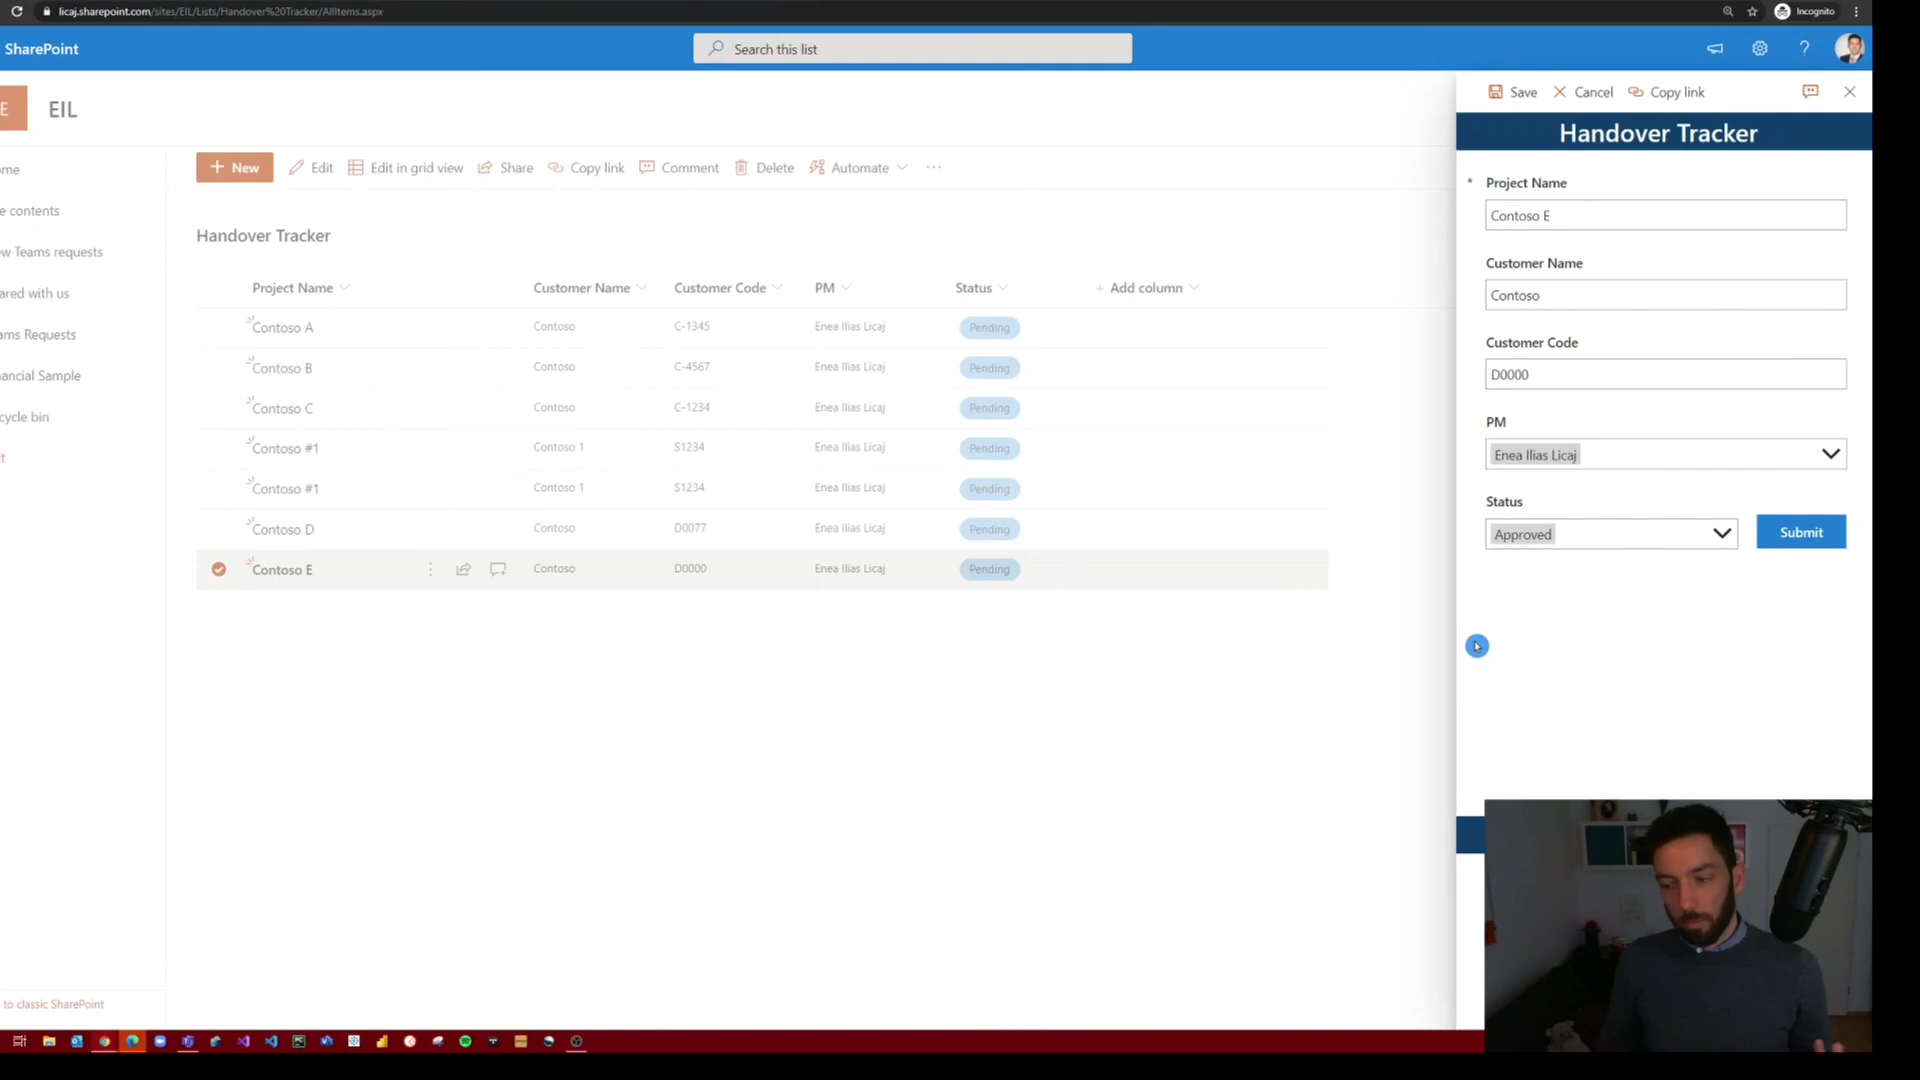 licaj.sharepoint.com/sites/EIL/Lists/Handover%20Tracker/AllItems.aspx
Incognito
SharePoint
Search this list
?
E
EIL
Save
Cancel
Copy link
Handover Tracker
ome
e contents
ew Teams requests
ared with us
ams Requests
nancial Sample
cycle bin
it
to classic SharePoint
+ New
Edit
Edit in grid view
Share
Copy link
Comment
Delete
Automate
...
Handover Tracker
Project Name
Customer Name
Customer Code
PM
Status
+ Add column
Contoso A Contoso C-1345 Enea Ilias Licaj Pending
Contoso B Contoso C-4567 Enea Ilias Licaj Pending
Contoso C Contoso C-1234 Enea Ilias Licaj Pending
Contoso #1 Contoso 1 S1234 Enea Ilias Licaj Pending
Contoso #1 Contoso 1 S1234 Enea Ilias Licaj Pending
Contoso D Contoso D0077 Enea Ilias Licaj Pending
Contoso E Contoso D0000 Enea Ilias Licaj Pending
* Project Name
Contoso E
Customer Name
Contoso
Customer Code
D0000
PM
Enea Ilias Licaj
Status
Approved
Submit